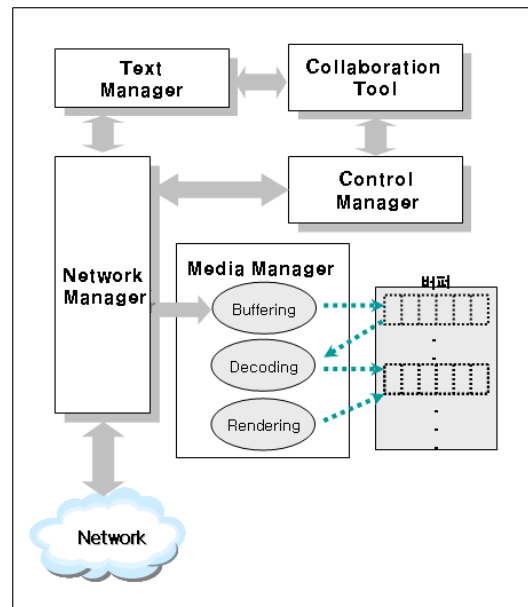 Text
Manager
Collaboration
Tool
Control
Manager
Network
Manager
Media Manager
버퍼
Buffering
Decoding
Rendering
Network